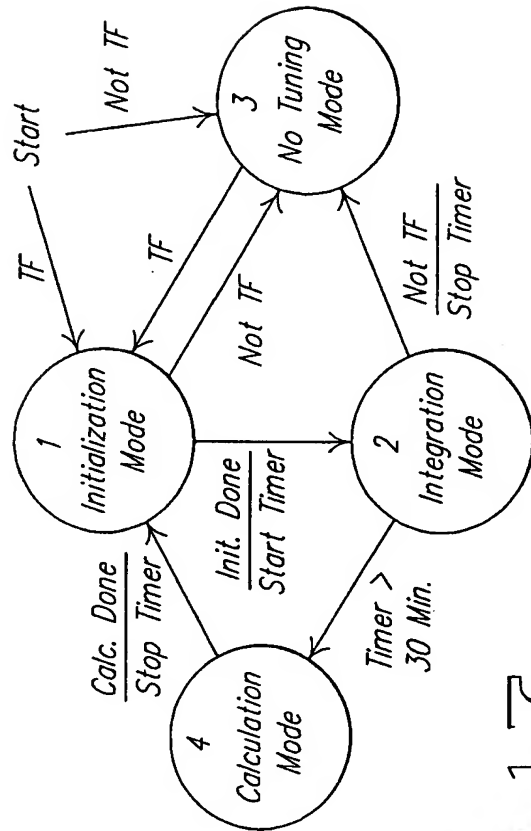 Start
TF
Not TF
1
Initialization
Mode
3
No Tuning
Mode
TF
Not TF
Calc. Done
Stop Timer
Init. Done
Start Timer
Not TF
Stop Timer
4
Calculation
Mode
2
Integration
Mode
Timer >
30 Min.